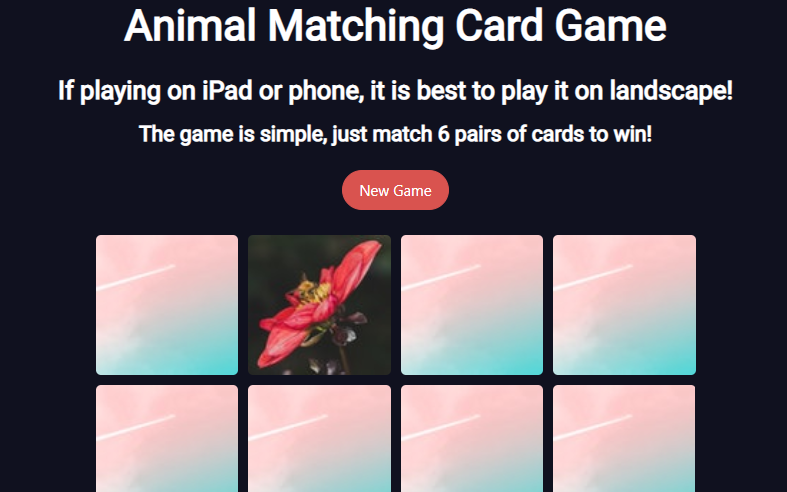 Animal Matching Card Game
If playing on iPad or phone, it is best to play it on landscape!
The game is simple, just match 6 pairs of cards to win!
New Game